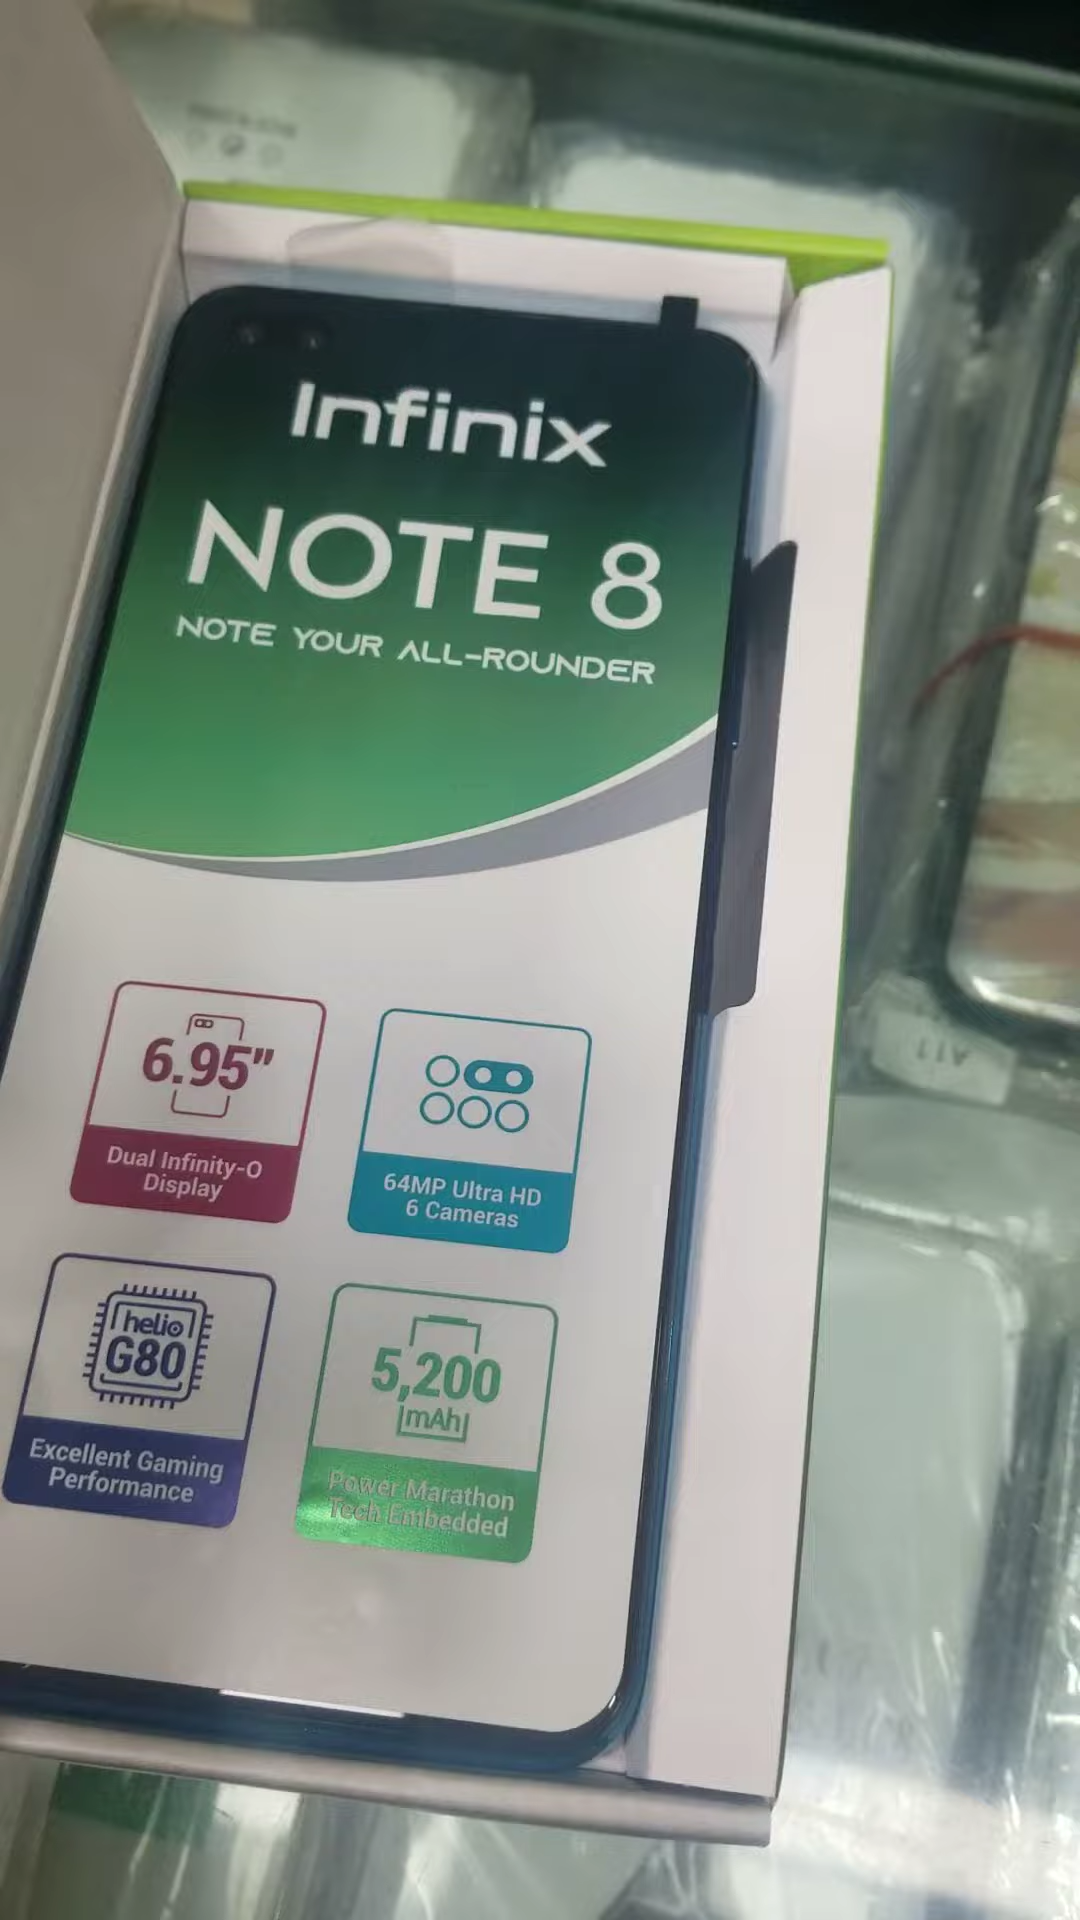 Infinix
NOTE 8
NOTE YOUR ALL-ROUNDER
6.95"
Dual Infinity-O
Display
64MP Ultra HD
6 Cameras
helio
G80
Excellent Gaming
Performance
5,200
mAh
Power Marathon
Tech Embedded
A11